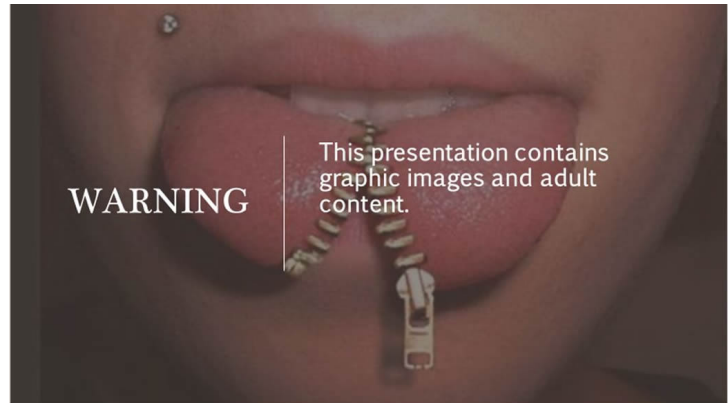 WARNING
This presentation contains
graphic images and adult
content.